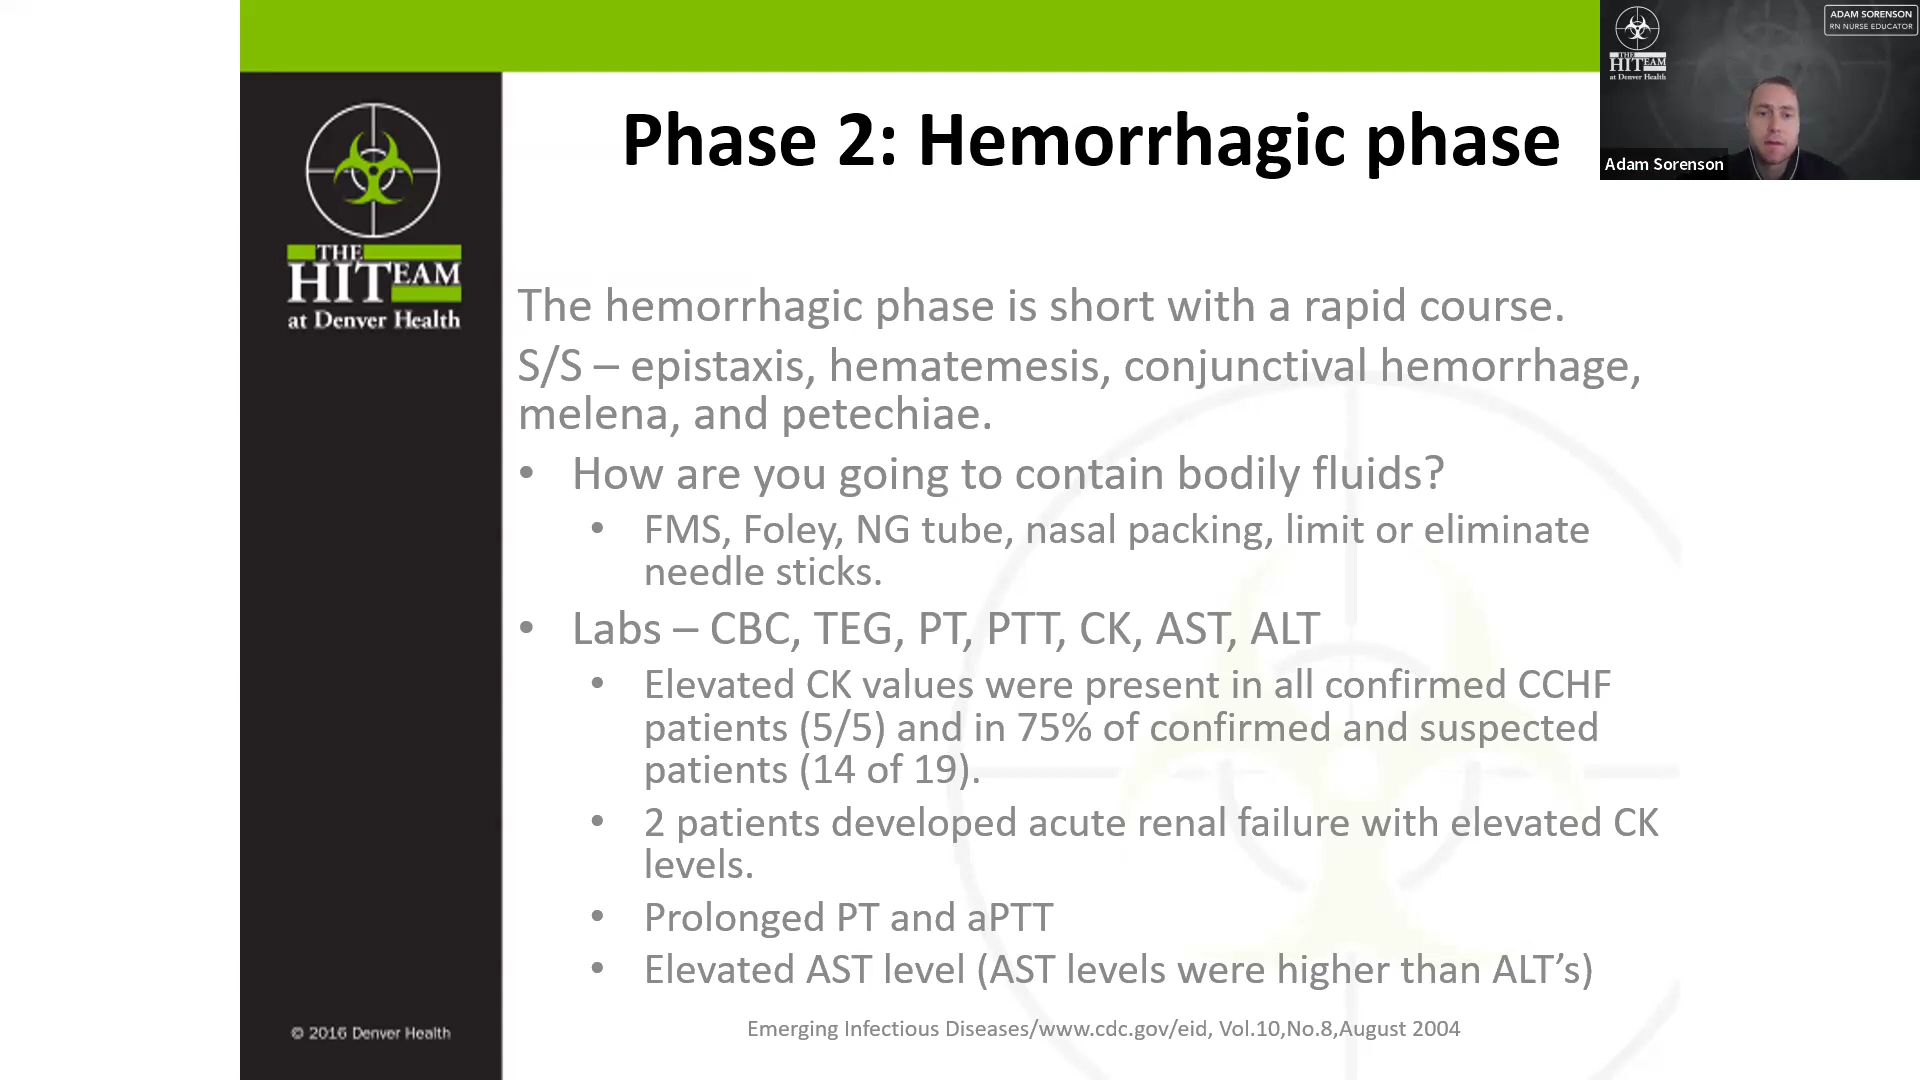 Phase 2: Hemorrhagic phase
ADAM SORENSON
RN NURSE EDUCATOR
THE
HITEAM
at Denver Health
Adam Sorenson
THE
HITEAM
at Denver Health
The hemorrhagic phase is short with a rapid course.
S/S – epistaxis, hematemesis, conjunctival hemorrhage,
melena, and petechiae.
• How are you going to contain bodily fluids?
• FMS, Foley, NG tube, nasal packing, limit or eliminate
needle sticks.
• Labs – CBC, TEG, PT, PTT, CK, AST, ALT
• Elevated CK values were present in all confirmed CCHF
patients (5/5) and in 75% of confirmed and suspected
patients (14 of 19).
• 2 patients developed acute renal failure with elevated CK
levels.
• Prolonged PT and aPTT
• Elevated AST level (AST levels were higher than ALT’s)
Emerging Infectious Diseases/www.cdc.gov/eid, Vol.10,No.8,August 2004
© 2016 Denver Health